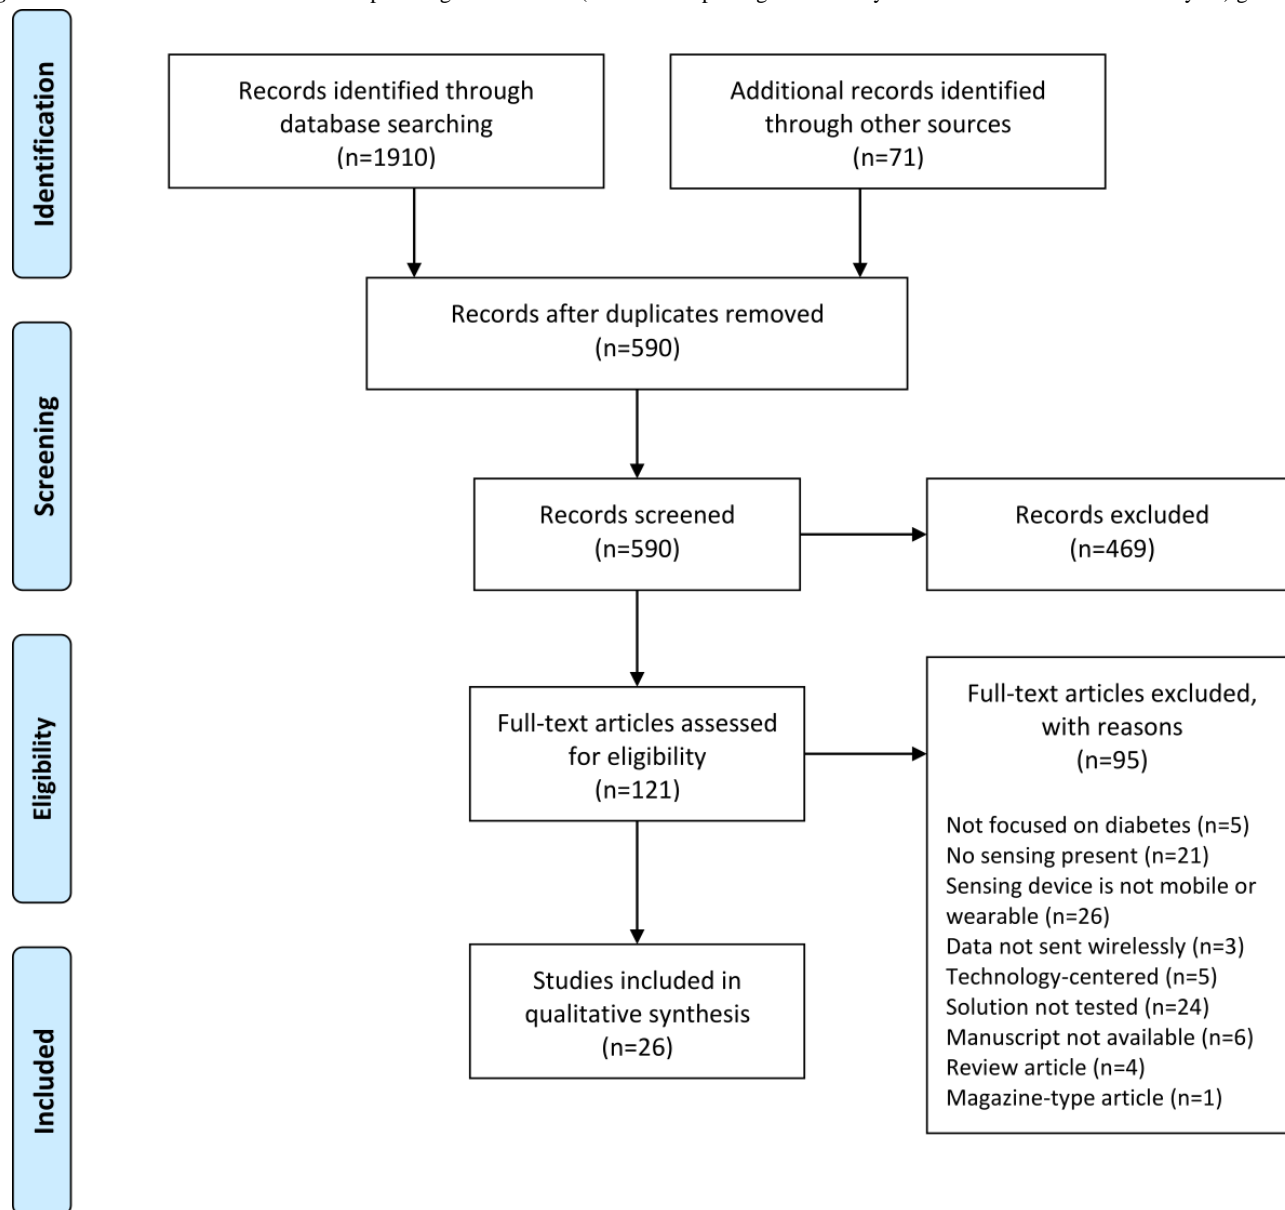 Identification
Records identified through
database searching
(n=1910)
Additional records identified
through other sources
(n=71)
Records after duplicates removed
(n=590)
Screening
Records screened
(n=590)
Records excluded
(n=469)
Eligibility
Full-text articles assessed
for eligibility
(n=121)
Full-text articles excluded,
with reasons
(n=95)
Not focused on diabetes (n=5)
No sensing present (n=21)
Sensing device is not mobile or
wearable (n=26)
Data not sent wirelessly (n=3)
Technology-centered (n=5)
Solution not tested (n=24)
Manuscript not available (n=6)
Review article (n=4)
Magazine-type article (n=1)
Included
Studies included in
qualitative synthesis
(n=26)